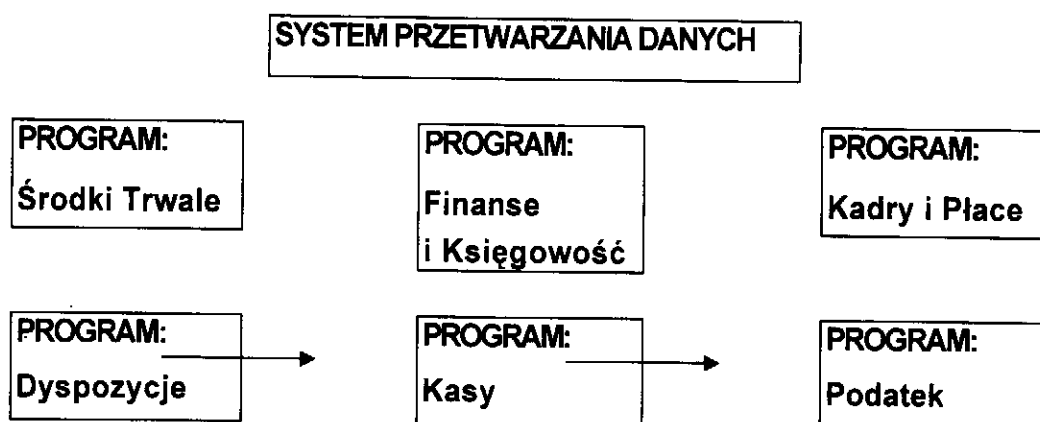 SYSTEM PRZETWARZANIA DANYCH
PROGRAM:
Środki Trwale
PROGRAM:
Finanse
i Księgowość
PROGRAM:
Kadry i Płace
PROGRAM:
Dyspozycje
PROGRAM:
Kasy
PROGRAM:
Podatek